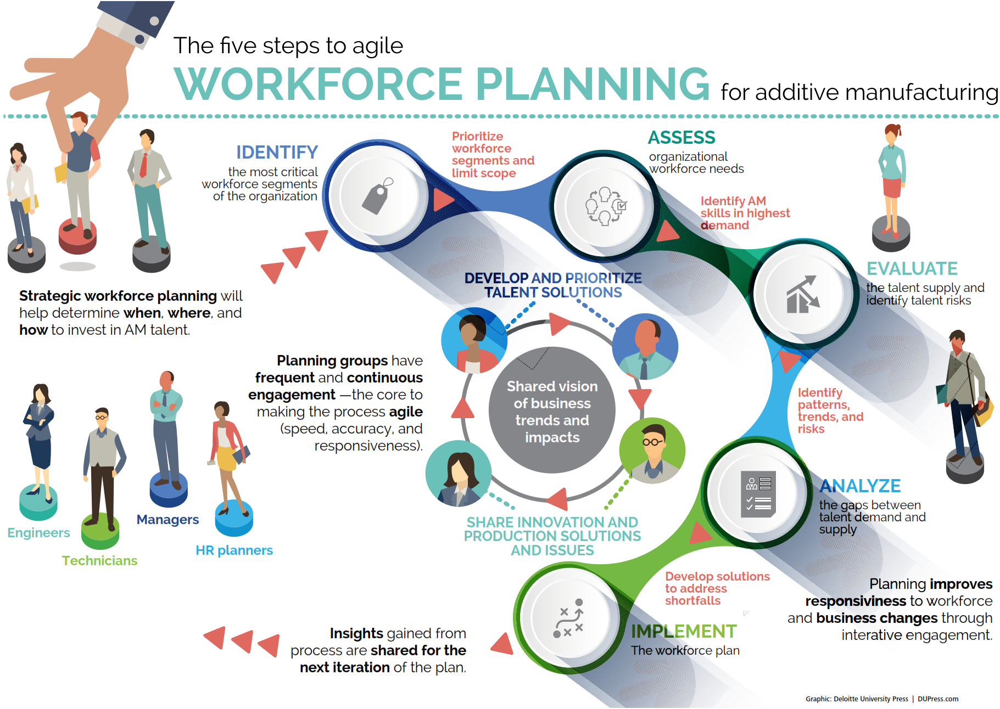 The five steps to agile
WORKFORCE PLANNING for additive manufacturing
IDENTIFY
the most critical
workforce segments
of the organization
Prioritize
workforce
segments and
limit scope
ASSESS
organizational
workforce needs
Identify AM
skills in highest
demand
EVALUATE
the talent supply and
identify talent risks
Strategic workforce planning will
help determine when, where, and
how to invest in AM talent.
DEVELOP AND PRIORITIZE
TALENT SOLUTIONS
Planning groups have
frequent and continuous
engagement —the core to
making the process agile
(speed, accuracy, and
responsiveness).
Shared vision
of business
trends and
impacts
Identify
patterns,
trends, and
risks
ANALYZE
the gaps between
talent demand and
supply
Engineers
Technicians
Managers
HR planners
SHARE INNOVATION AND
PRODUCTION SOLUTIONS
AND ISSUES
Develop solutions
to address
shortfalls
Planning improves
responsiviness to workforce
and business changes through
interative engagement.
IMPLEMENT
The workforce plan
Insights gained from
process are shared for the
next iteration of the plan.
Graphic: Deloitte University Press | DUPress.com